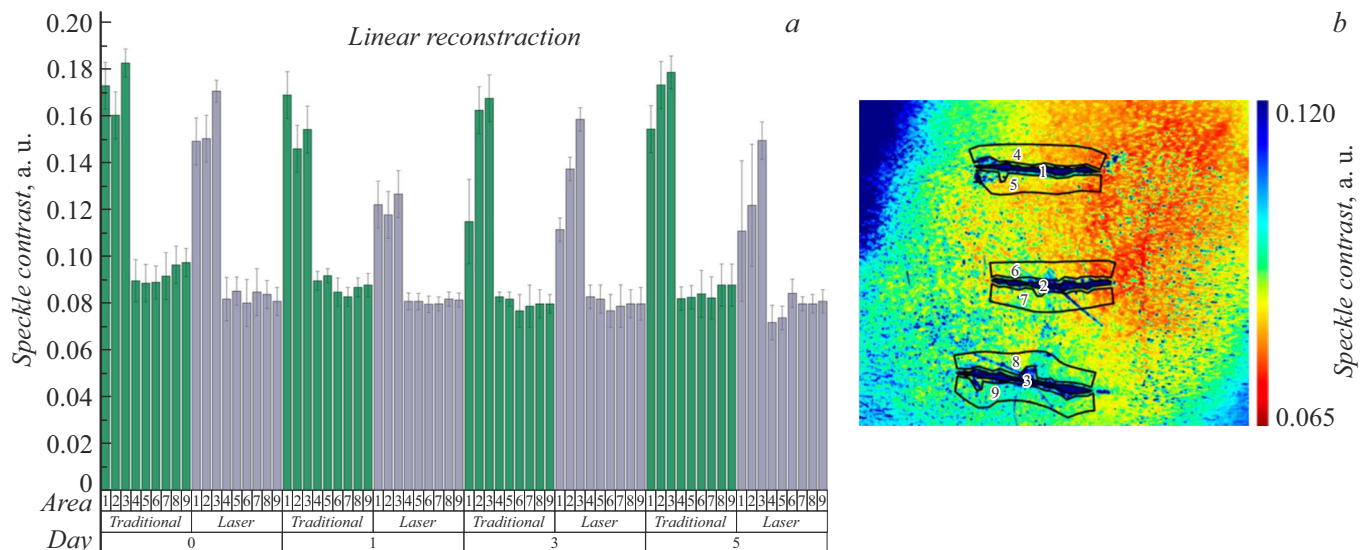 Linear reconstraction
a
Speckle contrast, a. u.
0.20
0.18
0.16
0.14
0.12
0.10
0.08
0.06
0.04
0.02
0
Area
1 2 3 4 5 6 7 8 9 1 2 3 4 5 6 7 8 9 1 2 3 4 5 6 7 8 9 1 2 3 4 5 6 7 8 9 1 2 3 4 5 6 7 8 9 1 2 3 4 5 6 7 8 9 1 2 3 4 5 6 7 8 9 1 2 3 4 5 6 7 8 9
Traditional Laser Traditional Laser Traditional Laser Traditional Laser
Day 0 1 3 5
b
4
1
5
6
2
7
8
3
9
0.120
0.065
Speckle contrast, a. u.